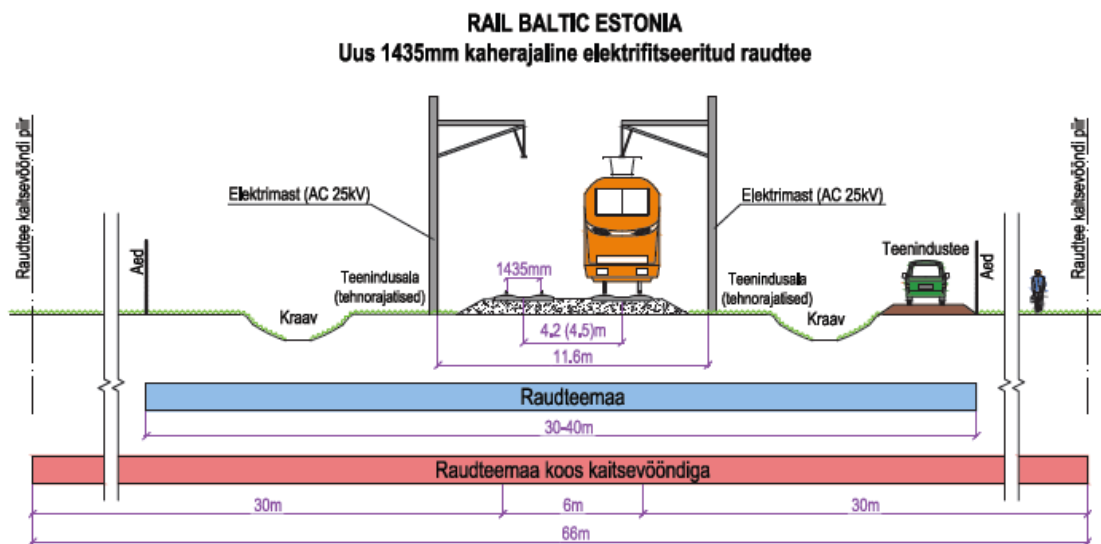 RAIL BALTIC ESTONIA
Uus 1435mm kaherajaline elektrifitseeritud raudtee
Raudtee kaitsevööndi piir
Aed
Elektrimast (AC 25kV)
Teenindusala
(tehnorajatised)
Kraav
1435mm
4.2 (4.5)m
11.6m
Elektrimast (AC 25kV)
Teenindusala
(tehnorajatised)
Kraav
Teenindustee
Aed
Raudtee kaitsevööndi piir
Raudteemaa
30-40m
Raudteemaa koos kaitsevööndiga
30m
6m
30m
66m